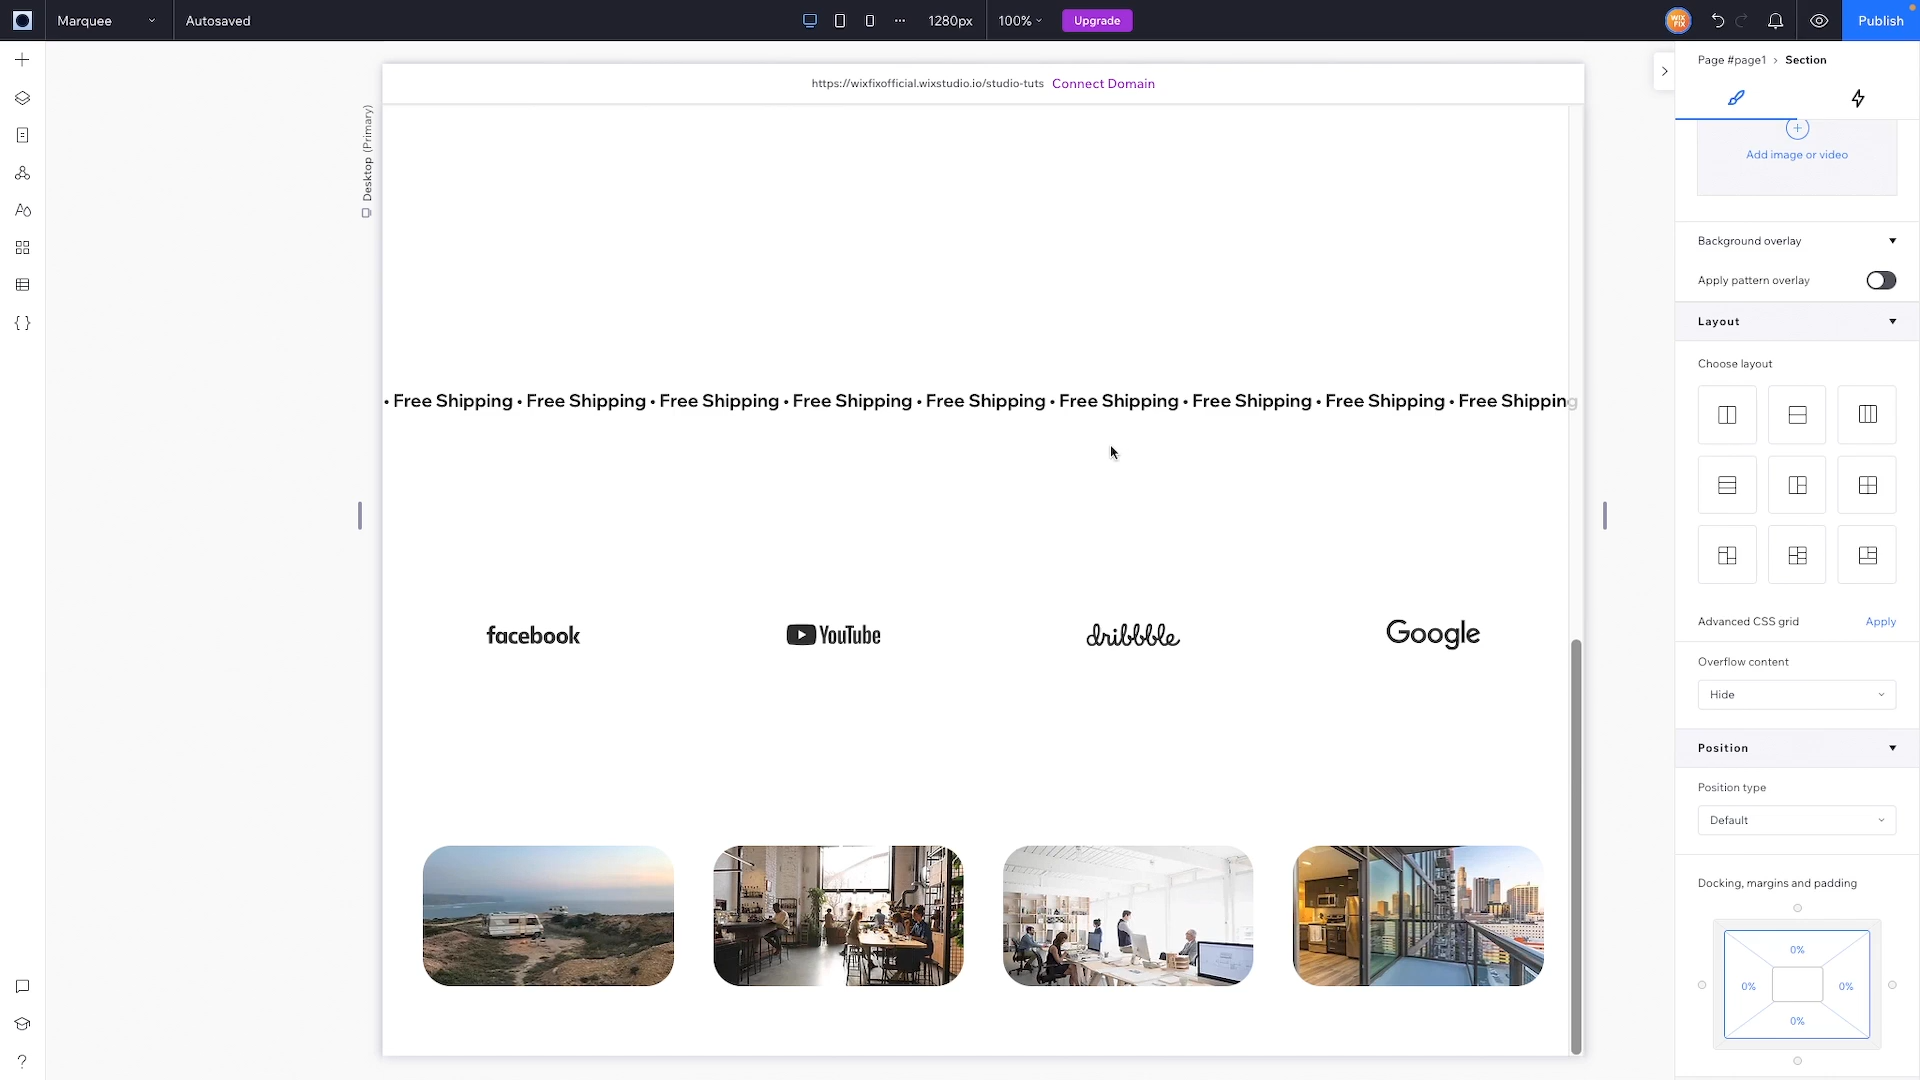 Marquee
Autosaved
1280px
100%
Upgrade
WIX
FIX
Publish
https://wixfixofficial.wixstudio.io/studio-tuts Connect Domain
Page #page1 > Section
Desktop (Primary)
Add image or video
Background overlay
Apply pattern overlay
Layout
Choose layout
• Free Shipping • Free Shipping • Free Shipping • Free Shipping • Free Shipping • Free Shipping • Free Shipping • Free Shipping • Free Shipping
facebook
YouTube
dribbble
Google
Advanced CSS grid
Apply
Overflow content
Hide
Position
Position type
Default
Docking, margins and padding
0%
0%
0%
0%